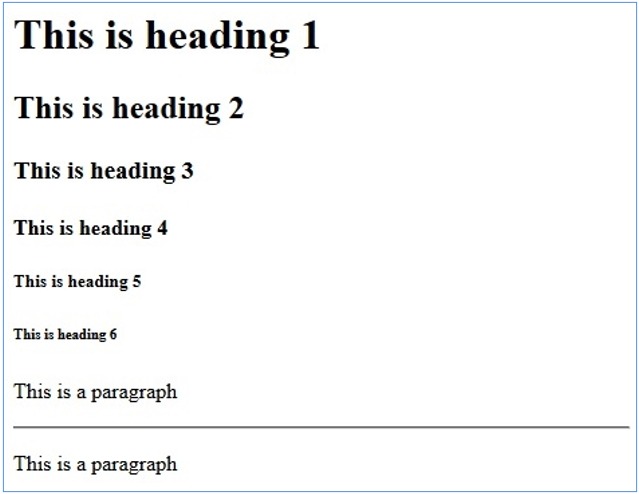 This is heading 1
This is heading 2
This is heading 3
This is heading 4
This is heading 5
This is heading 6
This is a paragraph
This is a paragraph